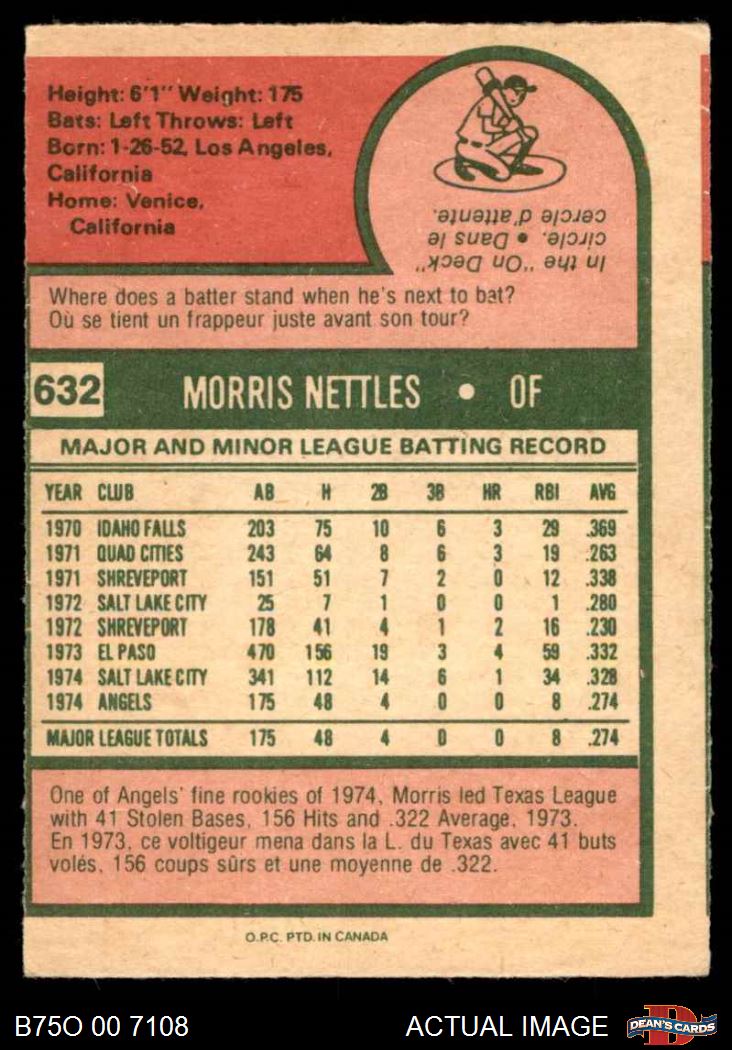 Height: 6'1" Weight: 175
Bats: Left Throws: Left
Born: 1-26-52, Los Angeles,
California
Home: Venice,
California
In the "On Deck"
circle. • Dans le
cercle d'attente.
Where does a batter stand when he's next to bat?
Où se tient un frappeur juste avant son tour?
632 MORRIS NETTLES • OF
MAJOR AND MINOR LEAGUE BATTING RECORD
YEAR CLUB AB H 2B 3B HR RBI AVG
1970 IDAHO FALLS 203 75 10 6 3 29 .369
1971 QUAD CITIES 243 64 8 6 3 19 .263
1971 SHREVEPORT 151 51 7 2 0 12 .338
1972 SALT LAKE CITY 25 7 1 0 0 1 .280
1972 SHREVEPORT 178 41 4 1 2 16 .230
1973 EL PASO 470 156 19 3 4 59 .332
1974 SALT LAKE CITY 341 112 14 6 1 34 .328
1974 ANGELS 175 48 4 0 0 8 .274
MAJOR LEAGUE TOTALS 175 48 4 0 0 8 .274
One of Angels' fine rookies of 1974, Morris led Texas League
with 41 Stolen Bases, 156 Hits and .322 Average, 1973.
En 1973, ce voltigeur mena dans la L. du Texas avec 41 buts
volés, 156 coups sûrs et une moyenne de .322.
O.P.C. PTD. IN CANADA
B75O 00 7108 ACTUAL IMAGE DEAN'S CARDS